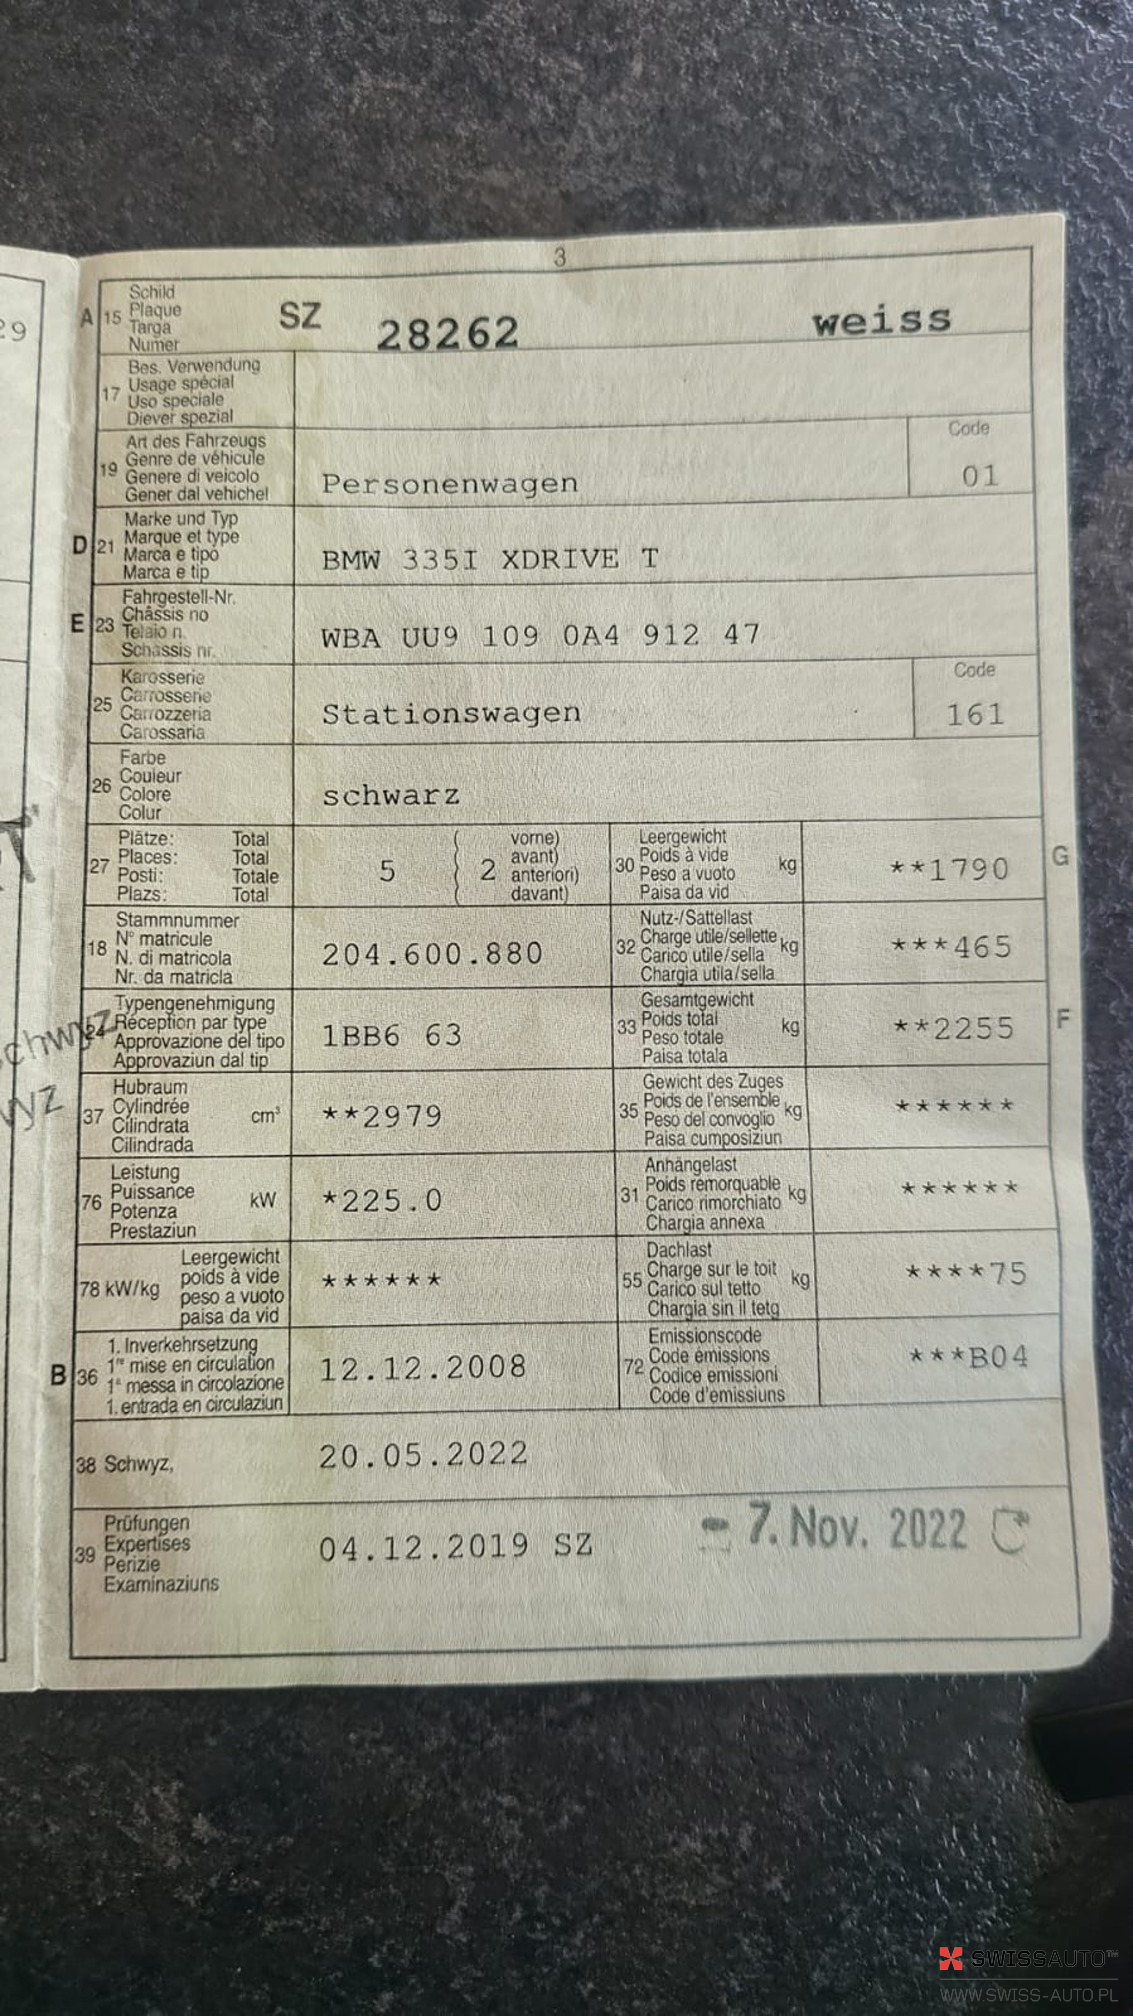 29
3
A 15 Schild
Plaque
Targa
Numer
SZ 28262 weiss
17 Bes. Verwendung
Usage spécial
Uso speciale
Diever spezial
19 Art des Fahrzeugs
Genre de véhicule
Genere di veicolo
Gener dal vehichel
Personenwagen
Code
01
D 21 Marke und Typ
Marque et type
Marca e tipo
Marca e tip
BMW 335I XDRIVE T
E 23 Fahrgestell-Nr.
Châssis no
Telaio n.
Schassis nr.
WBA UU9 109 0A4 912 47
25 Karosserie
Carrosserie
Carrozzeria
Carossaria
Stationswagen
Code
161
26 Farbe
Couleur
Colore
Colur
schwarz
27 Plätze: Total
Places: Total
Posti: Totale
Plazs: Total
5 ( 2 vorne)
avant)
anteriori)
davant)
30 Leergewicht
Poids à vide
Peso a vuoto
Paisa da vid
kg
**1790
G
18 Stammnummer
N° matricule
N. di matricola
Nr. da matricla
204.600.880
32 Nutz-/Sattellast
Charge utile/sellette
Carico utile/sella
Chargia utila/sella
kg
***465
24 Typengenehmigung
Réception par type
Approvazione del tipo
Approvaziun dal tip
1BB6 63
33 Gesamtgewicht
Poids total
Peso totale
Paisa totala
kg
**2255
F
37 Hubraum
Cylindrée
Cilindrata
Cilindrada
cm³
**2979
35 Gewicht des Zuges
Poids de l'ensemble
Peso del convoglio
Paisa cumposiziun
kg
******
76 Leistung
Puissance
Potenza
Prestaziun
kW
*225.0
31 Anhängelast
Poids remorquable
Carico rimorchiato
Chargia annexa
kg
******
78 kW/kg Leergewicht
poids à vide
peso a vuoto
paisa da vid
******
55 Dachlast
Charge sur le toit
Carico sul tetto
Chargia sin il tetg
kg
****75
B 36 1. Inverkehrsetzung
1re mise en circulation
1a messa in circolazione
1. entrada en circulaziun
12.12.2008
72 Emissionscode
Code émissions
Codice emissioni
Code d'emissiuns
***B04
38 Schwyz,
20.05.2022
39 Prüfungen
Expertises
Perizie
Examinaziuns
04.12.2019 SZ
- 7. Nov. 2022
SWISSAUTO™
WWW.SWISS-AUTO.PL